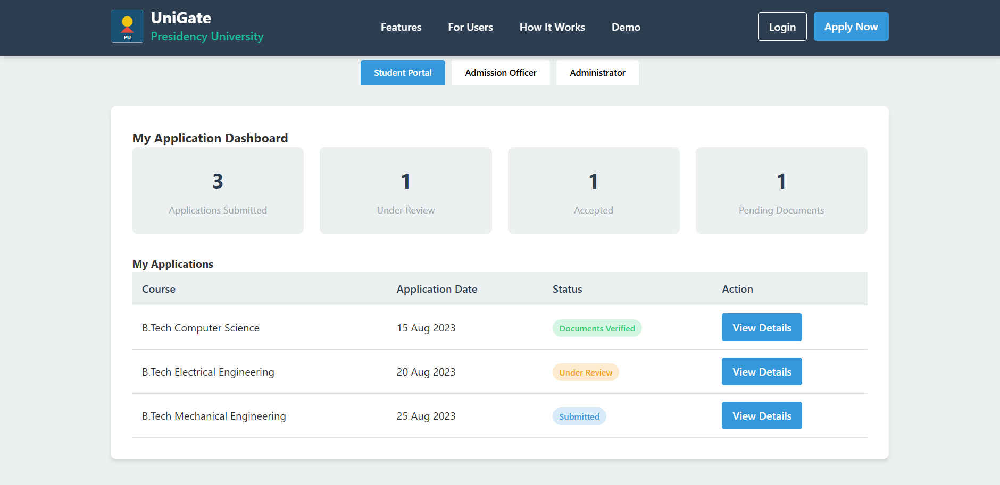 PU
UniGate
Presidency University
Features For Users How It Works Demo
Login Apply Now
Student Portal Admission Officer Administrator
My Application Dashboard
3 1 1 1
Applications Submitted Under Review Accepted Pending Documents
My Applications
Course Application Date Status Action
B.Tech Computer Science 15 Aug 2023 Documents Verified View Details
B.Tech Electrical Engineering 20 Aug 2023 Under Review View Details
B.Tech Mechanical Engineering 25 Aug 2023 Submitted View Details